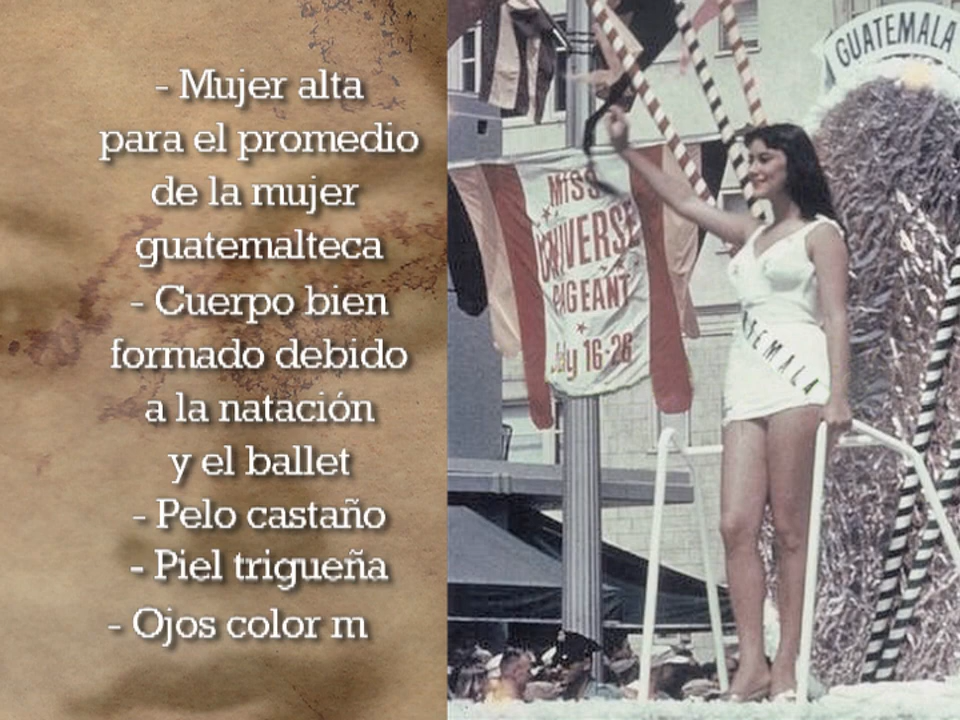 - Mujer alta
para el promedio
de la mujer
guatemalteca
- Cuerpo bien
formado debido
a la natación
y el ballet
- Pelo castaño
- Piel trigueña
- Ojos color m
GUATEMALA
MISS
UNIVERSE
PAGEANT
July 16-26
GUATEMALA